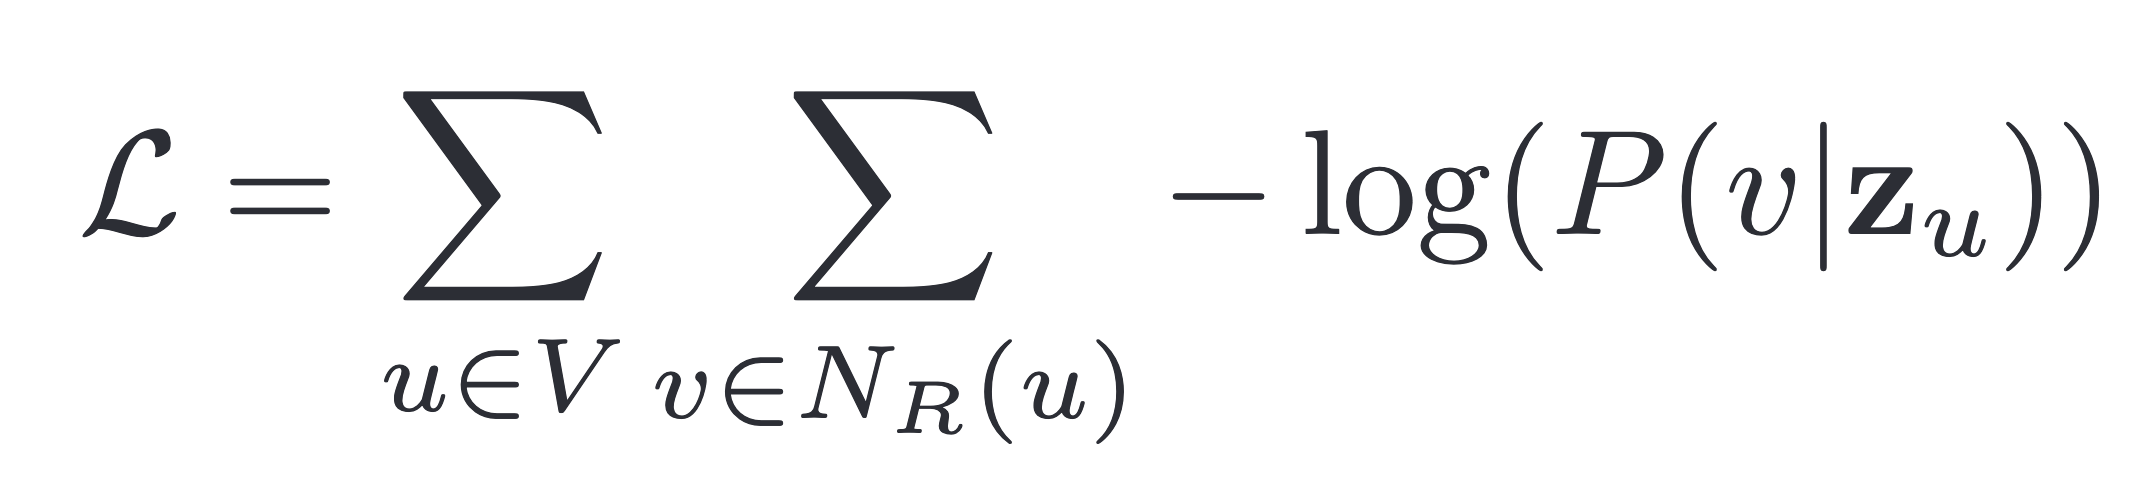 ℒ = ∑_{u∈V} ∑_{v∈N_R(u)} − log(P(v|𝐳_u))